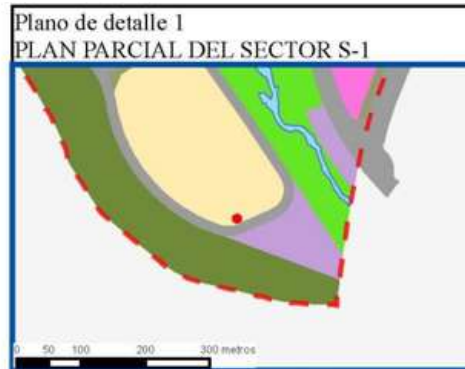 Plano de detalle 1
PLAN PARCIAL DEL SECTOR S-1
0 50 100 200 300 metros